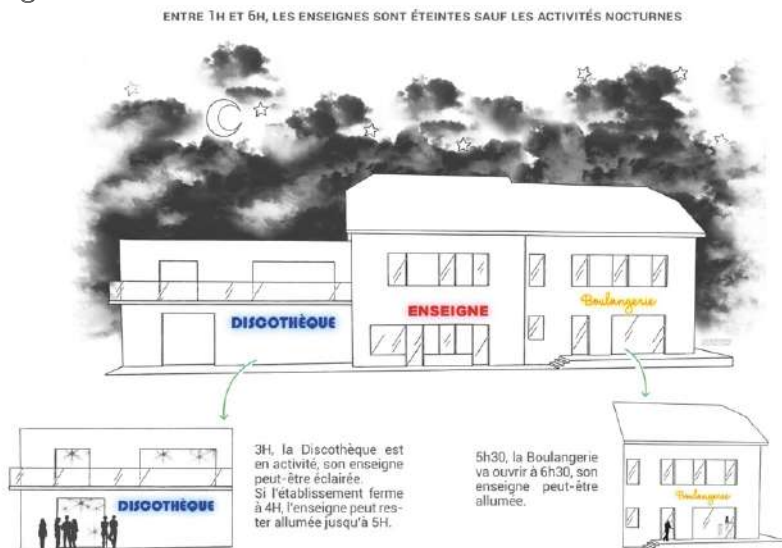 ENTRE 1H ET 6H, LES ENSEIGNES SONT ÉTEINTES SAUF LES ACTIVITÉS NOCTURNES
DISCOTHÈQUE
ENSEIGNE
Boulangerie
3H, la Discothèque est
en activité, son enseigne
peut-être éclairée.
Si l'établissement ferme
à 4H, l'enseigne peut res-
ter allumée jusqu'à 5H.
DISCOTHÈQUE
5h30, la Boulangerie
va ouvrir à 6h30, son
enseigne peut-être
allumée.
Boulangerie